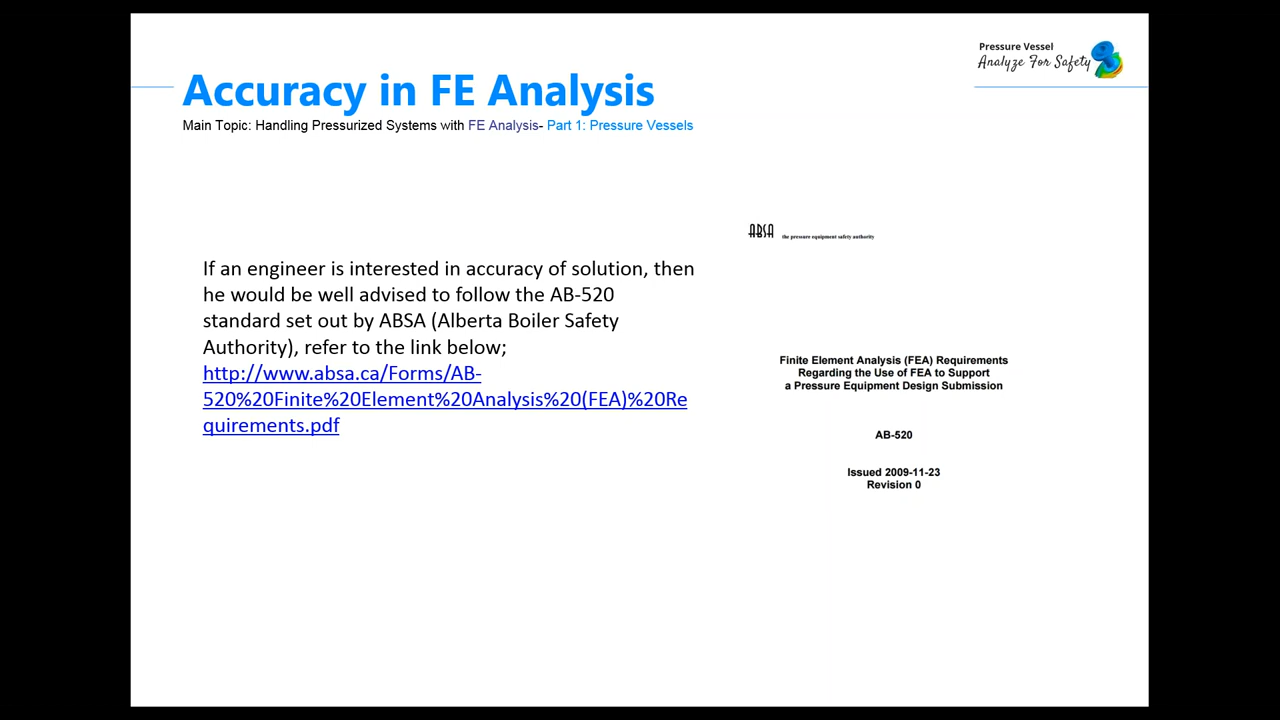 Pressure Vessel
Analyze For Safety
Accuracy in FE Analysis
Main Topic: Handling Pressurized Systems with FE Analysis- Part 1: Pressure Vessels
If an engineer is interested in accuracy of solution, then
he would be well advised to follow the AB-520
standard set out by ABSA (Alberta Boiler Safety
Authority), refer to the link below;
http://www.absa.ca/Forms/AB-
520%20Finite%20Element%20Analysis%20(FEA)%20Re
quirements.pdf
ABSA the pressure equipment safety authority
Finite Element Analysis (FEA) Requirements
Regarding the Use of FEA to Support
a Pressure Equipment Design Submission
AB-520
Issued 2009-11-23
Revision 0